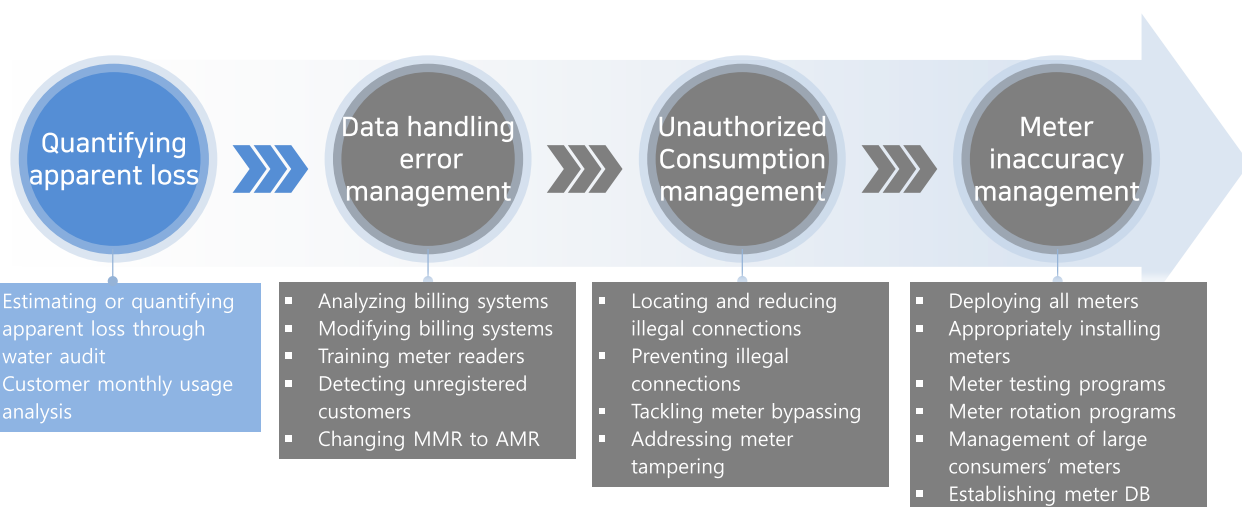 Quantifying
apparent loss
Data handling
error
management
Unauthorized
Consumption
management
Meter
inaccuracy
management
Estimating or quantifying
apparent loss through
water audit
Customer monthly usage
analysis
▪ Analyzing billing systems
▪ Modifying billing systems
▪ Training meter readers
▪ Detecting unregistered
customers
▪ Changing MMR to AMR
▪ Locating and reducing
illegal connections
▪ Preventing illegal
connections
▪ Tackling meter bypassing
▪ Addressing meter
tampering
▪ Deploying all meters
▪ Appropriately installing
meters
▪ Meter testing programs
▪ Meter rotation programs
▪ Management of large
consumers’ meters
▪ Establishing meter DB